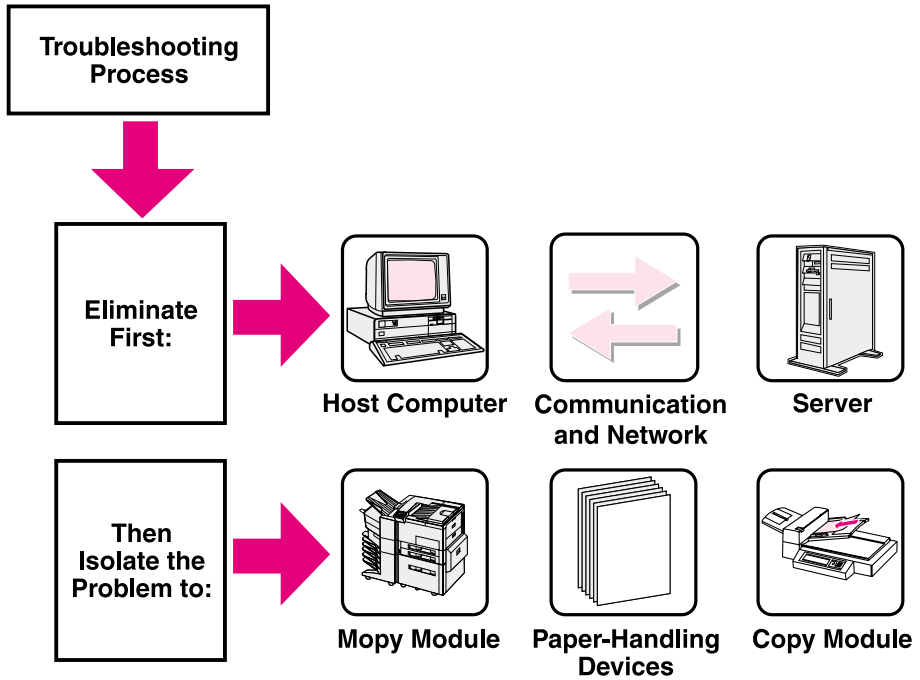 Troubleshooting
Process
Eliminate
First:
Host Computer
Communication
and Network
Server
Then
Isolate the
Problem to:
Mopy Module
Paper-Handling
Devices
Copy Module